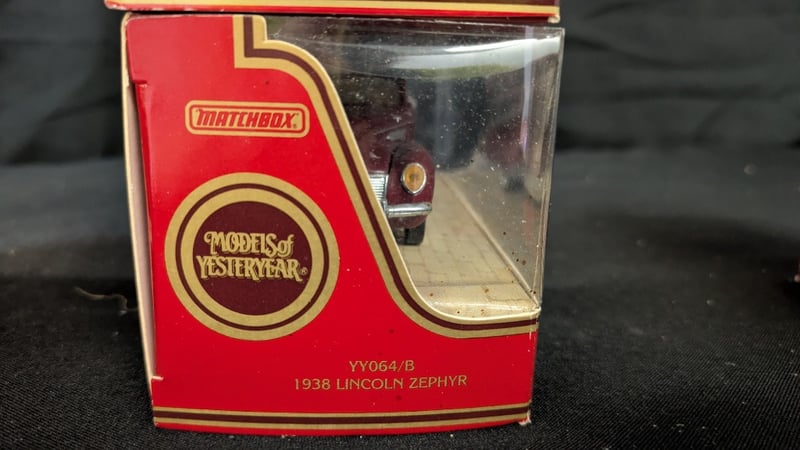 MATCHBOX®
MODELS of
YESTERYEAR®
YY064/B
1938 LINCOLN ZEPHYR